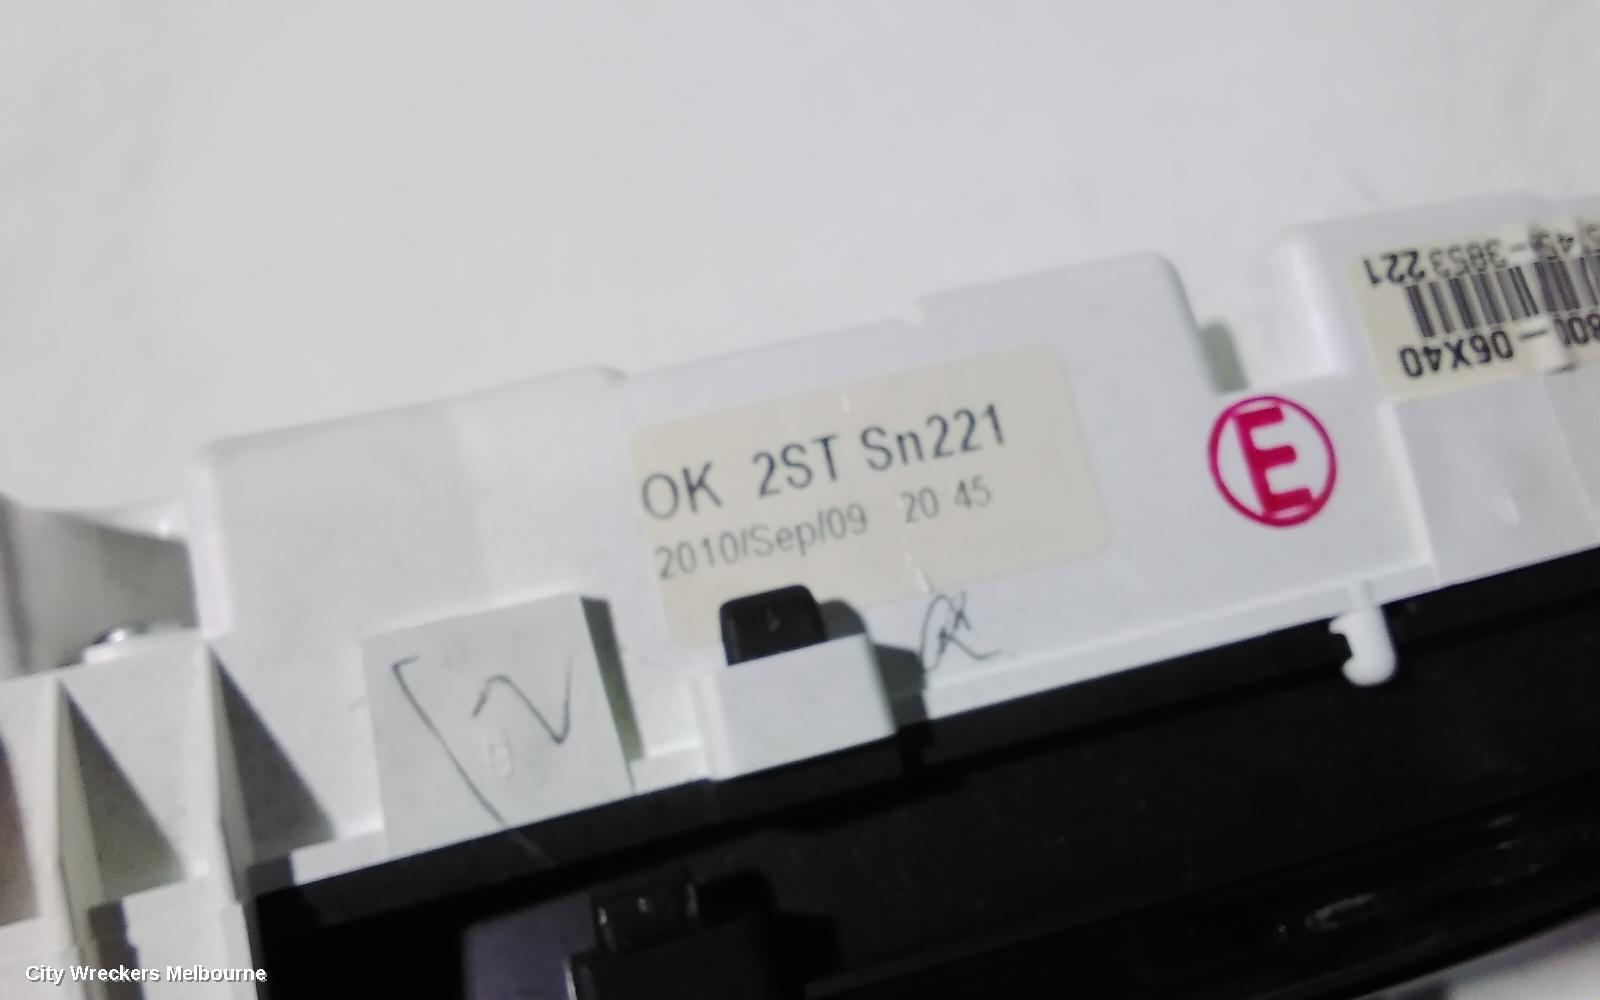 OK 2ST Sn221
2010/Sep/09 20 45
E
-3853 221
-06X40
City Wreckers Melbourne